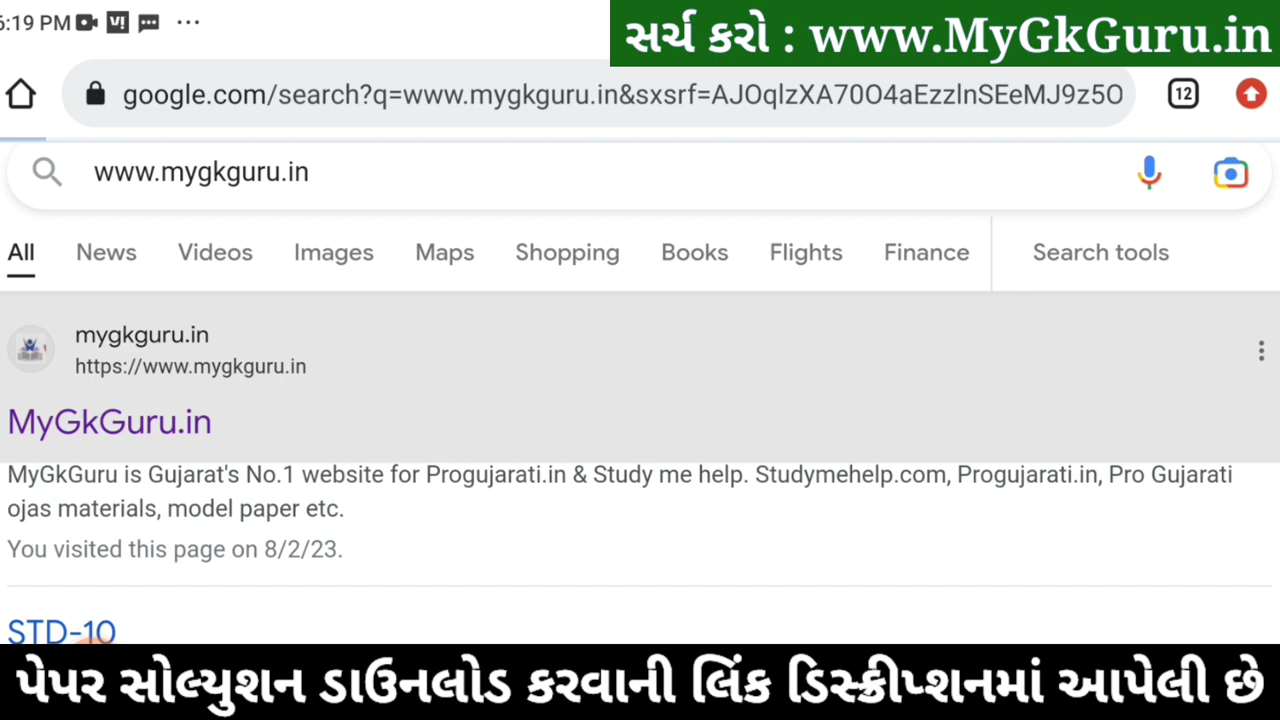 6:19 PM
સર્ચ કરો : www.MyGkGuru.in
google.com/search?q=www.mygkguru.in&sxsrf=AJOqlzXA70O4aEzzlnSEeMJ9z5O
12
www.mygkguru.in
All News Videos Images Maps Shopping Books Flights Finance Search tools
mygkguru.in
https://www.mygkguru.in
MyGkGuru.in
MyGkGuru is Gujarat's No.1 website for Progujarati.in & Study me help. Studymehelp.com, Progujarati.in, Pro Gujarati
ojas materials, model paper etc.
You visited this page on 8/2/23.
STD-10
પેપર સોલ્યુશન ડાઉનલોડ કરવાની લિંક ડિસ્ક્રીપ્શનમાં આપેલી છે